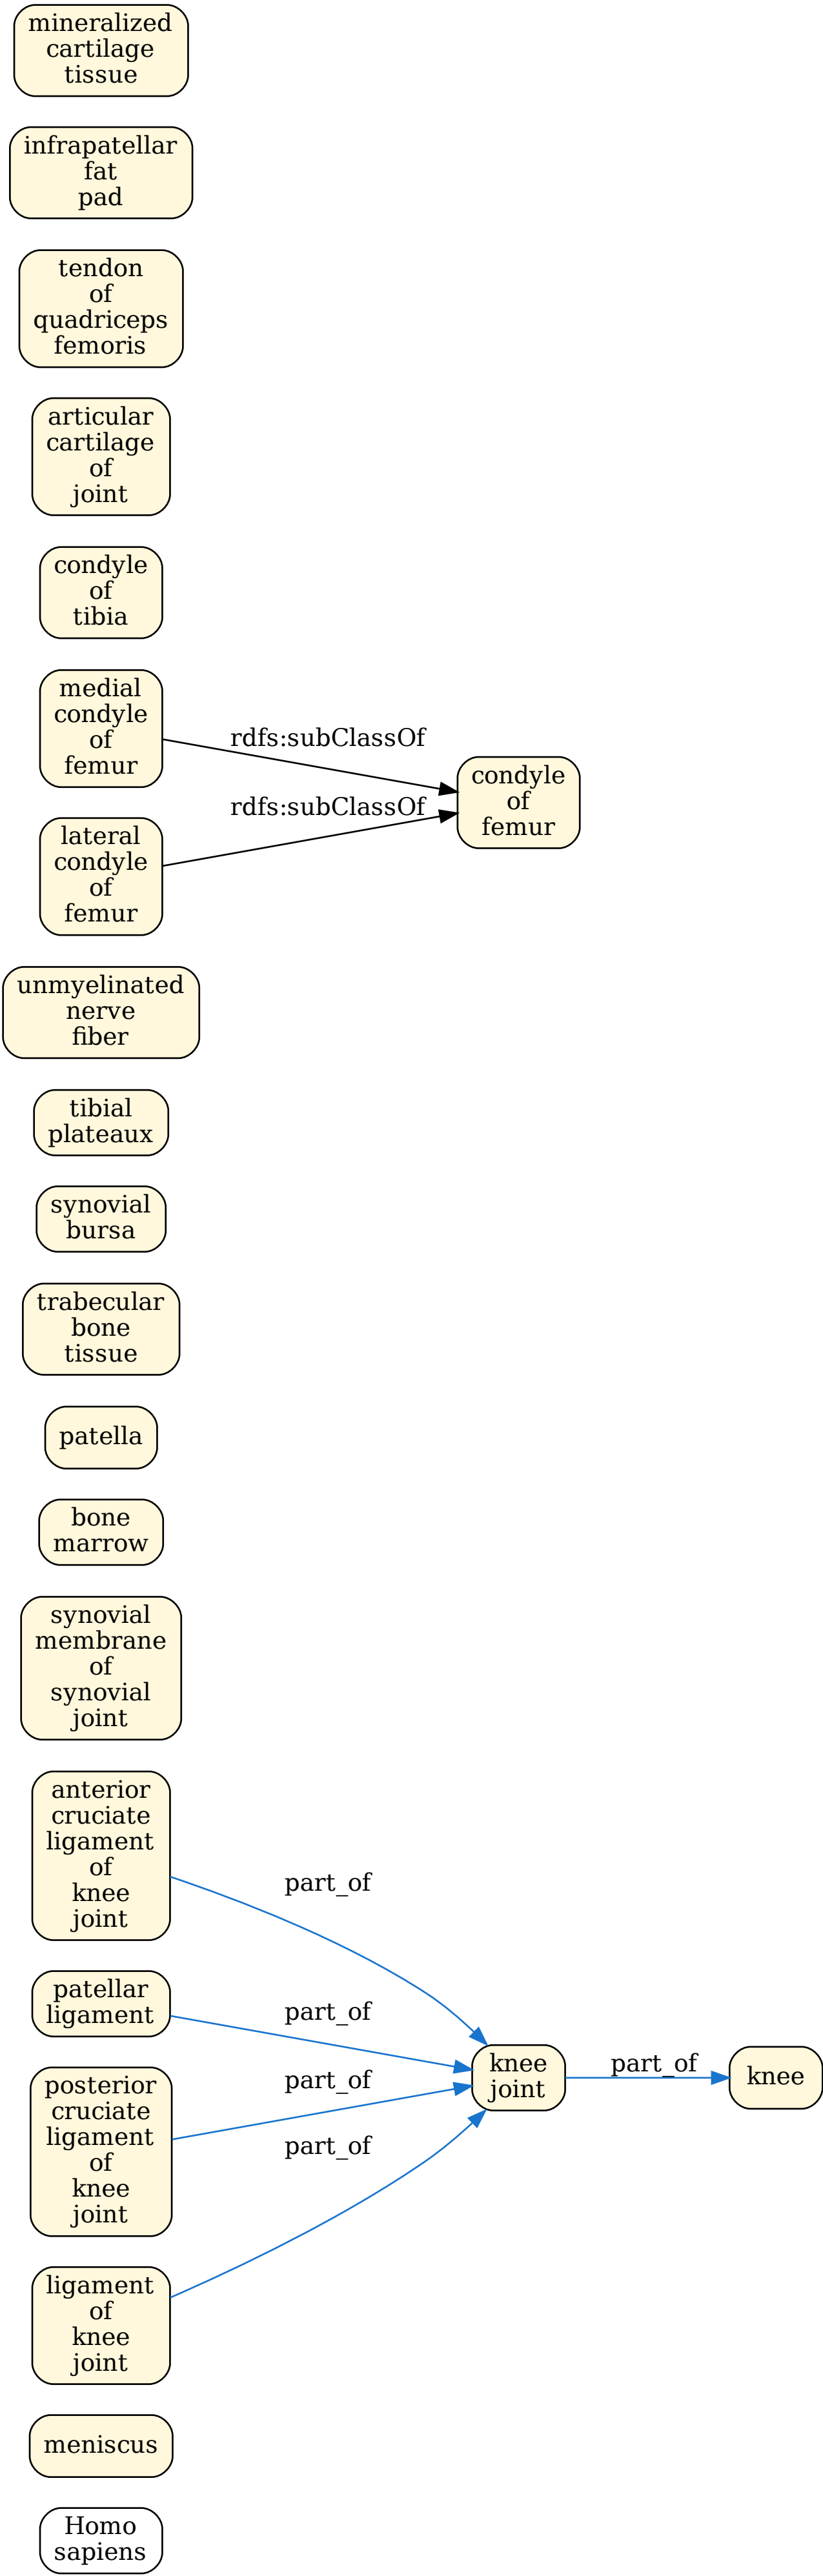 mineralized
cartilage
tissue
infrapatellar
fat
pad
tendon
of
quadriceps
femoris
articular
cartilage
of
joint
condyle
of
tibia
medial
condyle
of
femur
rdfs:subClassOf
condyle
of
femur
rdfs:subClassOf
lateral
condyle
of
femur
unmyelinated
nerve
fiber
tibial
plateaux
synovial
bursa
trabecular
bone
tissue
patella
bone
marrow
synovial
membrane
of
synovial
joint
anterior
cruciate
ligament
of
knee
joint
part_of
patellar
ligament
part_of
posterior
cruciate
ligament
of
knee
joint
part_of
part_of
knee
joint
part_of
knee
ligament
of
knee
joint
meniscus
Homo
sapiens